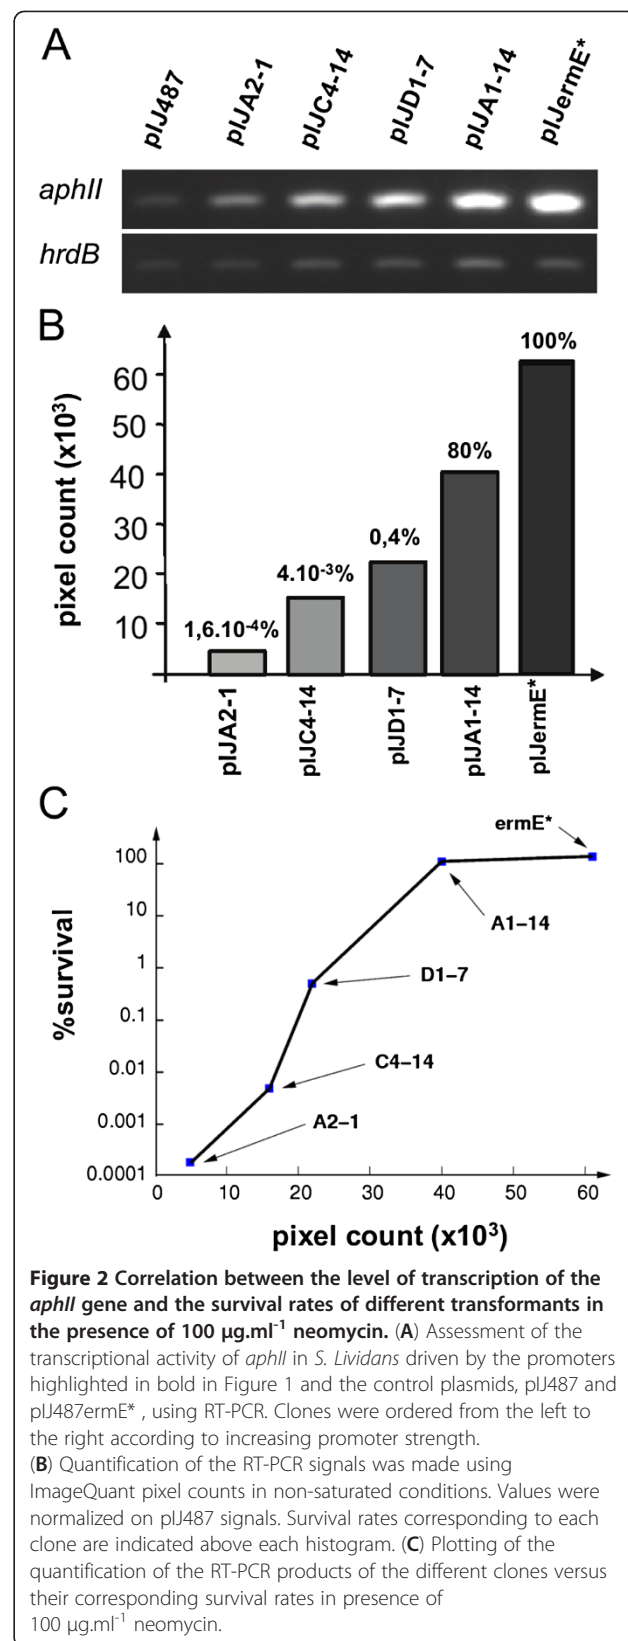 A
pIJ487
pIJA2-1
pIJC4-14
pIJD1-7
pIJA1-14
pIJermE*
aphII
hrdB
B
pixel count (x10³)
60
50
40
30
20
10
1,6.10⁻⁴%
4.10⁻³%
0,4%
80%
100%
pIJA2-1
pIJC4-14
pIJD1-7
pIJA1-14
pIJermE*
C
%survival
100
10
1
0.1
0.01
0.001
0.0001
ermE*
A1–14
D1–7
C4–14
A2–1
0 10 20 30 40 50 60
pixel count (x10³)
Figure 2 Correlation between the level of transcription of the
aphII gene and the survival rates of different transformants in
the presence of 100 μg.ml⁻¹ neomycin. (A) Assessment of the
transcriptional activity of aphII in S. Lividans driven by the promoters
highlighted in bold in Figure 1 and the control plasmids, pIJ487 and
pIJ487ermE* , using RT-PCR. Clones were ordered from the left to
the right according to increasing promoter strength.
(B) Quantification of the RT-PCR signals was made using
ImageQuant pixel counts in non-saturated conditions. Values were
normalized on pIJ487 signals. Survival rates corresponding to each
clone are indicated above each histogram. (C) Plotting of the
quantification of the RT-PCR products of the different clones versus
their corresponding survival rates in presence of
100 μg.ml⁻¹ neomycin.